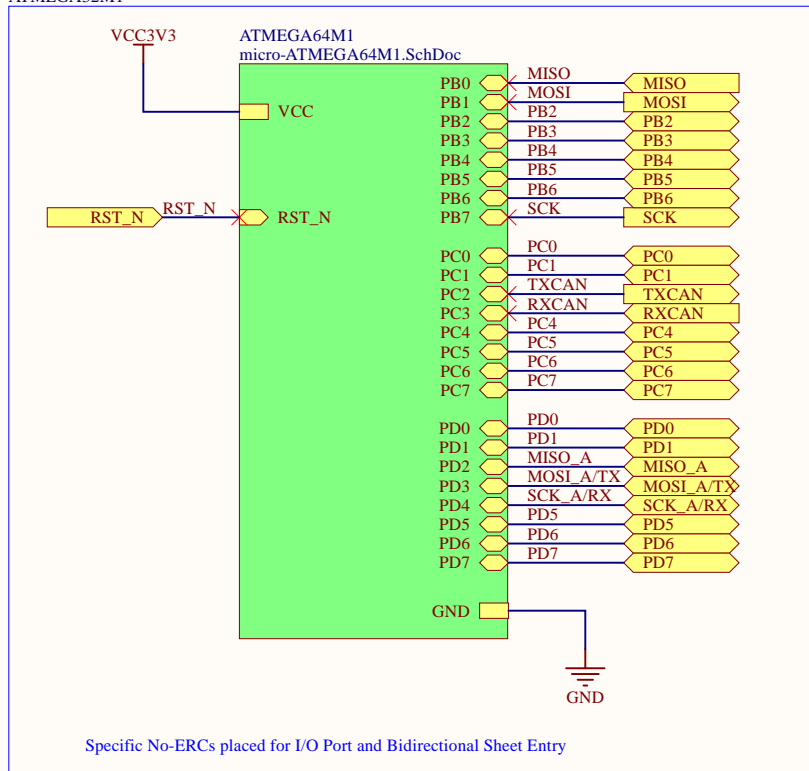 ATMEGA32M1
VCC3V3
ATMEGA64M1
micro-ATMEGA64M1.SchDoc
VCC
RST_N RST_N RST_N
PB0 MISO MISO
PB1 MOSI MOSI
PB2 PB2 PB2
PB3 PB3 PB3
PB4 PB4 PB4
PB5 PB5 PB5
PB6 PB6 PB6
PB7 SCK SCK
PC0 PC0 PC0
PC1 PC1 PC1
PC2 TXCAN TXCAN
PC3 RXCAN RXCAN
PC4 PC4 PC4
PC5 PC5 PC5
PC6 PC6 PC6
PC7 PC7 PC7
PD0 PD0 PD0
PD1 PD1 PD1
PD2 MISO_A MISO_A
PD3 MOSI_A/TX MOSI_A/TX
PD4 SCK_A/RX SCK_A/RX
PD5 PD5 PD5
PD6 PD6 PD6
PD7 PD7 PD7
GND
GND
Specific No-ERCs placed for I/O Port and Bidirectional Sheet Entry